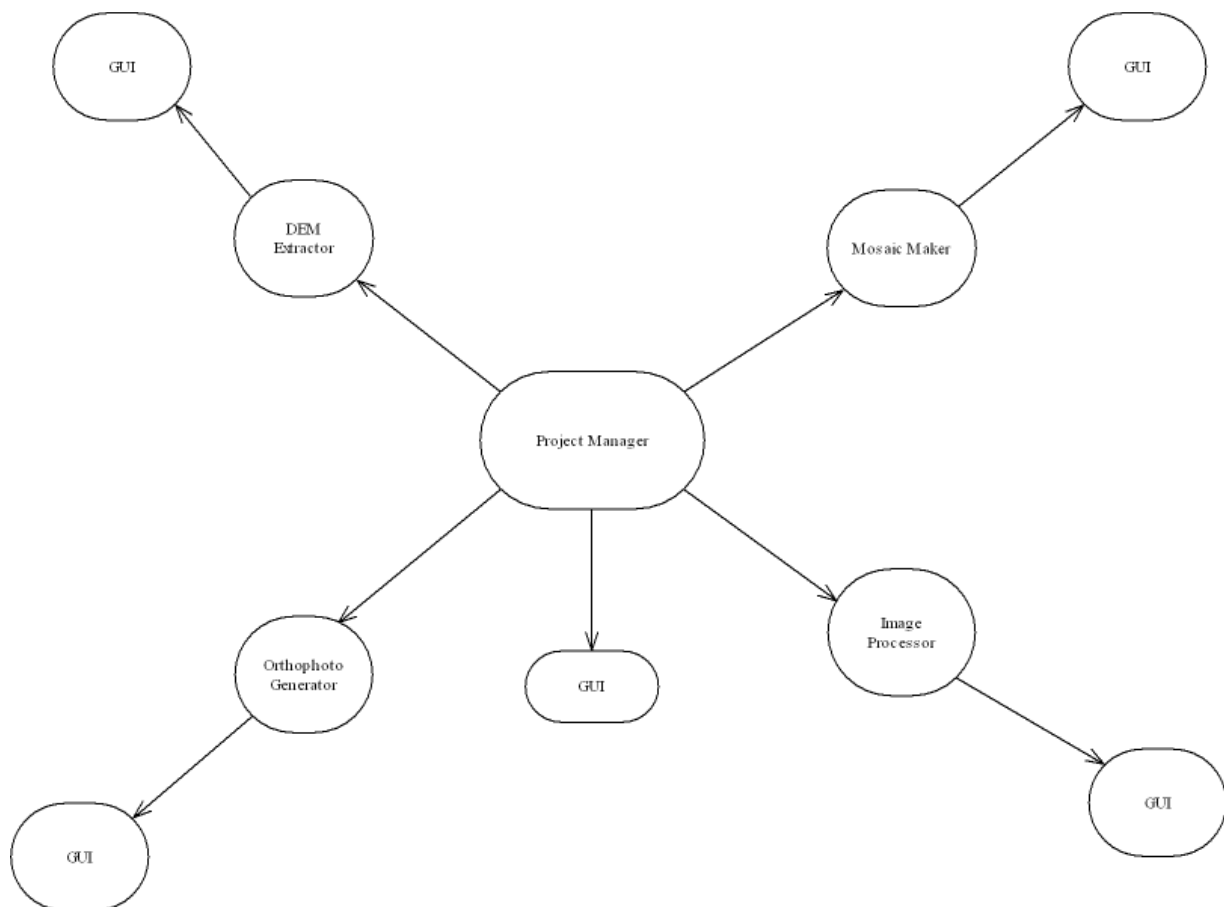 GUI
GUI
DEM
Extractor
Mosaic Maker
Project Manager
Image
Processor
Orthophoto
Generator
GUI
GUI
GUI